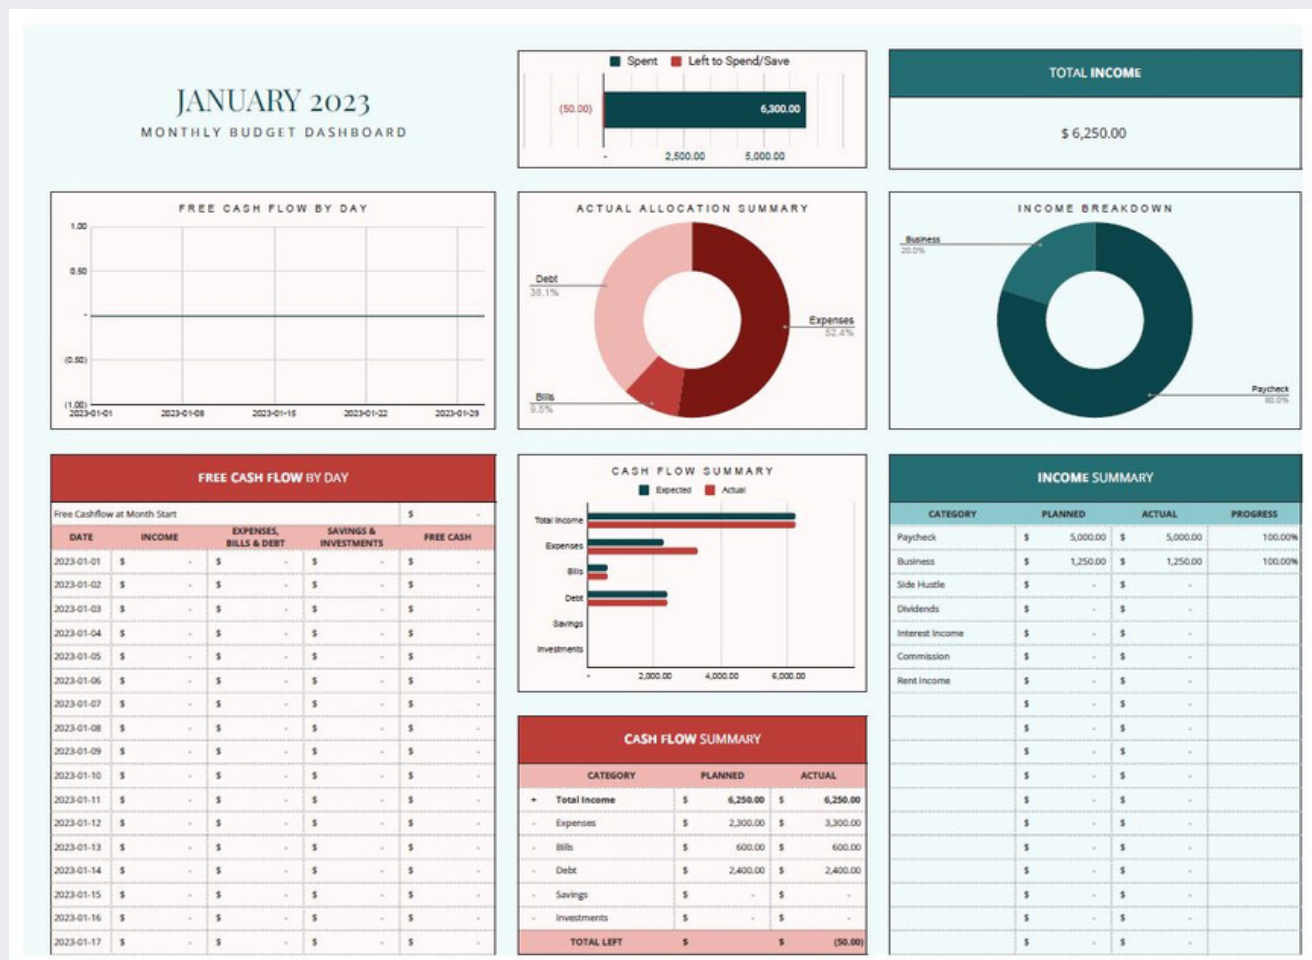 JANUARY 2023
MONTHLY BUDGET DASHBOARD
Spent Left to Spend/Save
(50.00) 6,300.00
- 2,500.00 5,000.00
TOTAL INCOME
$ 6,250.00
FREE CASH FLOW BY DAY
1.00
0.50
-
(0.50)
(1.00)
2023-01-01 2023-01-08 2023-01-15 2023-01-22 2023-01-29
ACTUAL ALLOCATION SUMMARY
Debt
38.1%
Expenses
52.4%
Bills
9.5%
INCOME BREAKDOWN
Business
20.0%
Paycheck
80.0%
FREE CASH FLOW BY DAY
Free Cashflow at Month Start $ -
DATE INCOME EXPENSES, BILLS & DEBT SAVINGS & INVESTMENTS FREE CASH
2023-01-01 $ - $ - $ - $ -
2023-01-02 $ - $ - $ - $ -
2023-01-03 $ - $ - $ - $ -
2023-01-04 $ - $ - $ - $ -
2023-01-05 $ - $ - $ - $ -
2023-01-06 $ - $ - $ - $ -
2023-01-07 $ - $ - $ - $ -
2023-01-08 $ - $ - $ - $ -
2023-01-09 $ - $ - $ - $ -
2023-01-10 $ - $ - $ - $ -
2023-01-11 $ - $ - $ - $ -
2023-01-12 $ - $ - $ - $ -
2023-01-13 $ - $ - $ - $ -
2023-01-14 $ - $ - $ - $ -
2023-01-15 $ - $ - $ - $ -
2023-01-16 $ - $ - $ - $ -
2023-01-17 $ - $ - $ - $ -
CASH FLOW SUMMARY
Expected Actual
Total Income
Expenses
Bills
Debt
Savings
Investments
- 2,000.00 4,000.00 6,000.00
CASH FLOW SUMMARY
CATEGORY PLANNED ACTUAL
+ Total Income $ 6,250.00 $ 6,250.00
- Expenses $ 2,300.00 $ 3,300.00
- Bills $ 600.00 $ 600.00
- Debt $ 2,400.00 $ 2,400.00
- Savings $ - $ -
- Investments $ - $ -
TOTAL LEFT $ $ (50.00)
INCOME SUMMARY
CATEGORY PLANNED ACTUAL PROGRESS
Paycheck $ 5,000.00 $ 5,000.00 100.00%
Business $ 1,250.00 $ 1,250.00 100.00%
Side Hustle $ - $ -
Dividends $ - $ -
Interest Income $ - $ -
Commission $ - $ -
Rent Income $ - $ -
$ - $ -
$ - $ -
$ - $ -
$ - $ -
$ - $ -
$ - $ -
$ - $ -
$ - $ -
$ - $ -
$ - $ -
$ - $ -